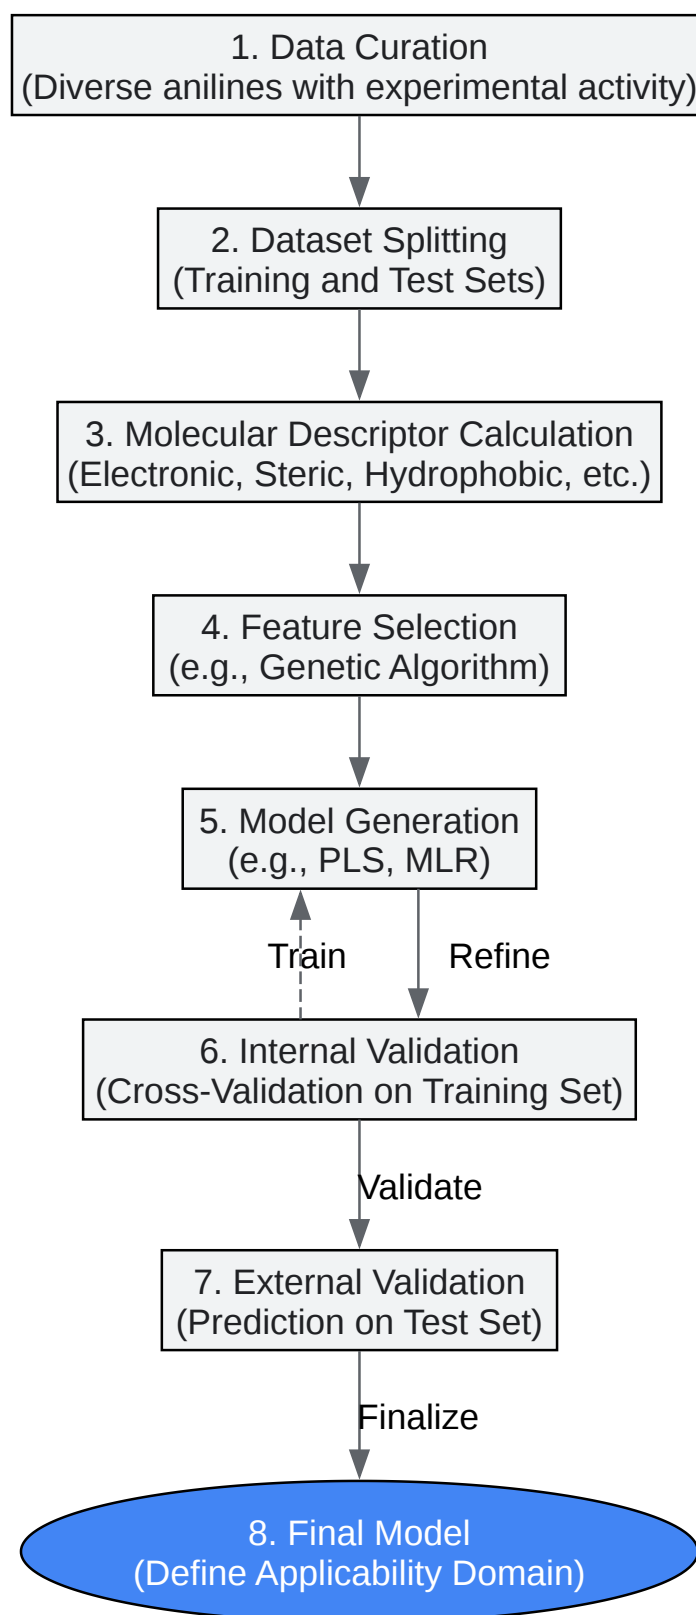 1. Data Curation
(Diverse anilines with experimental activity)
2. Dataset Splitting
(Training and Test Sets)
3. Molecular Descriptor Calculation
(Electronic, Steric, Hydrophobic, etc.)
4. Feature Selection
(e.g., Genetic Algorithm)
5. Model Generation
(e.g., PLS, MLR)
Train
Refine
6. Internal Validation
(Cross-Validation on Training Set)
Validate
7. External Validation
(Prediction on Test Set)
Finalize
8. Final Model
(Define Applicability Domain)